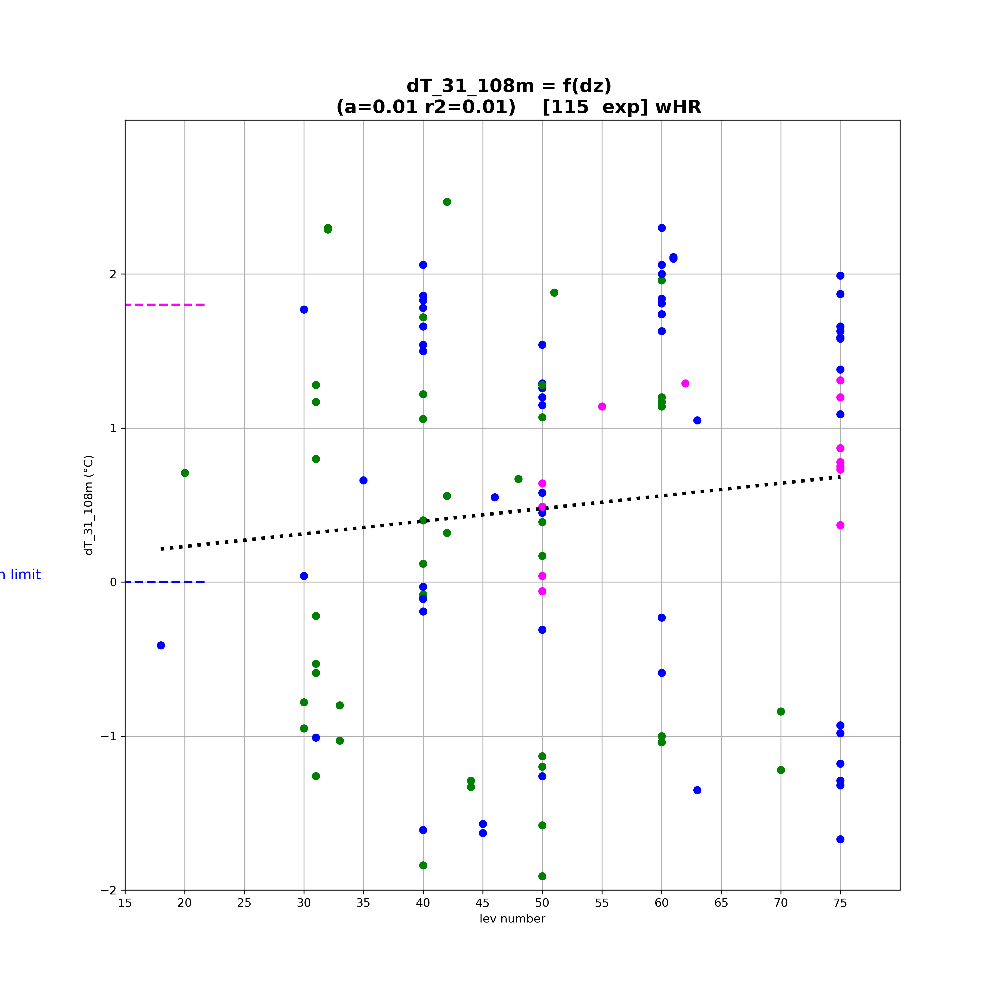 dT_31_108m = f(dz)
(a=0.01 r2=0.01) [115 exp] wHR
2
1
0
−1
−2
dT_31_108m (°C)
limit
15 20 25 30 35 40 45 50 55 60 65 70 75
lev number